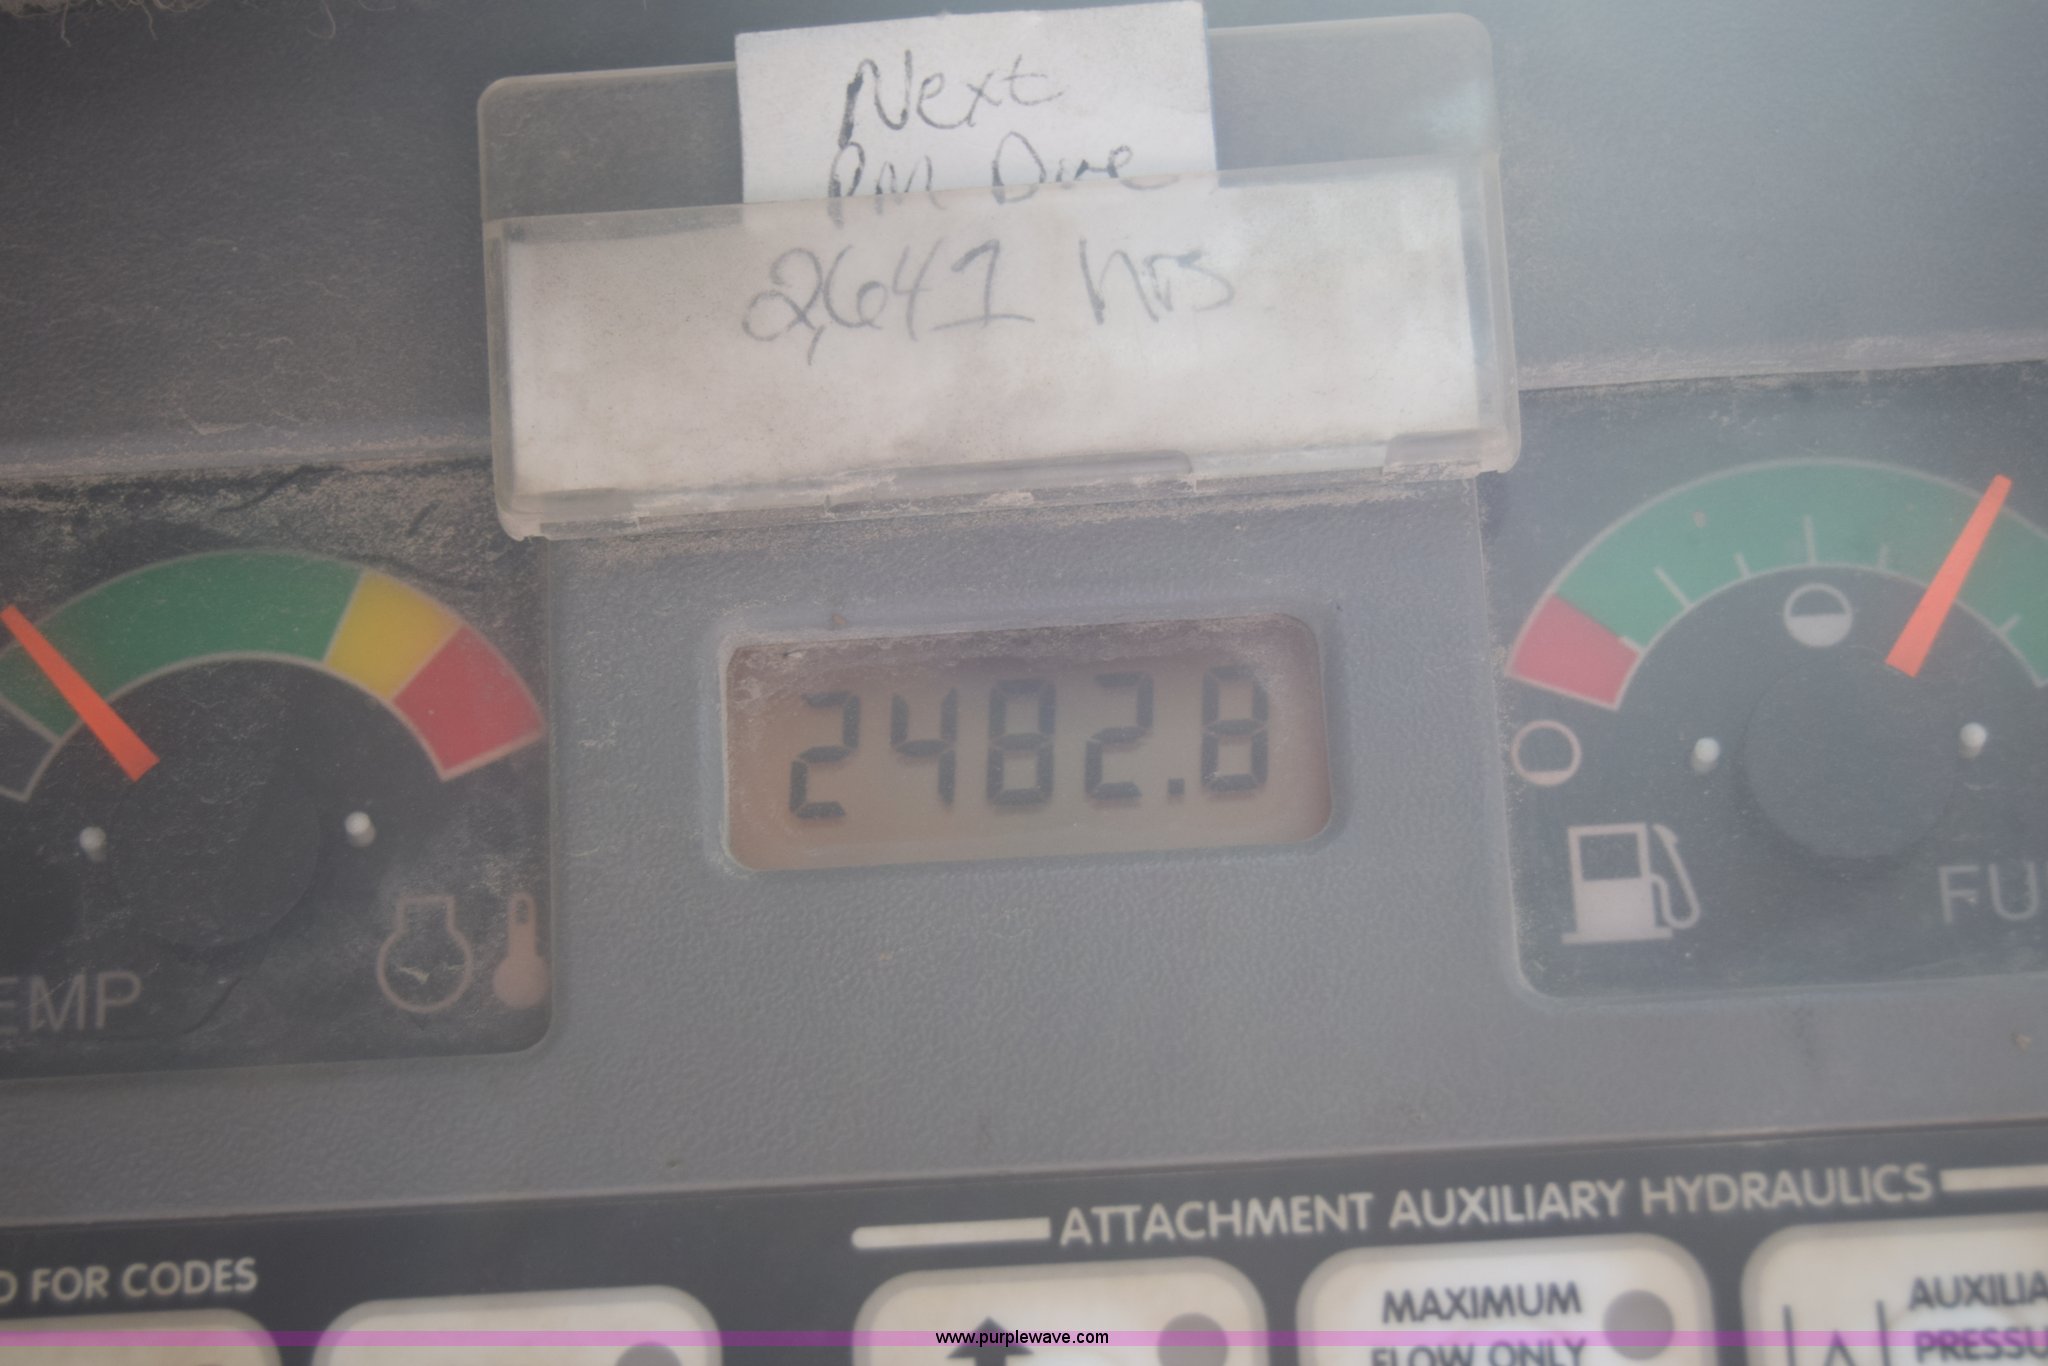 Next
PM Due
2,641 hrs
2482.8
EMP
FU
ATTACHMENT AUXILIARY HYDRAULICS
D FOR CODES
MAXIMUM
FLOW ONLY
AUXILIA
PRESSU
www.purplewave.com